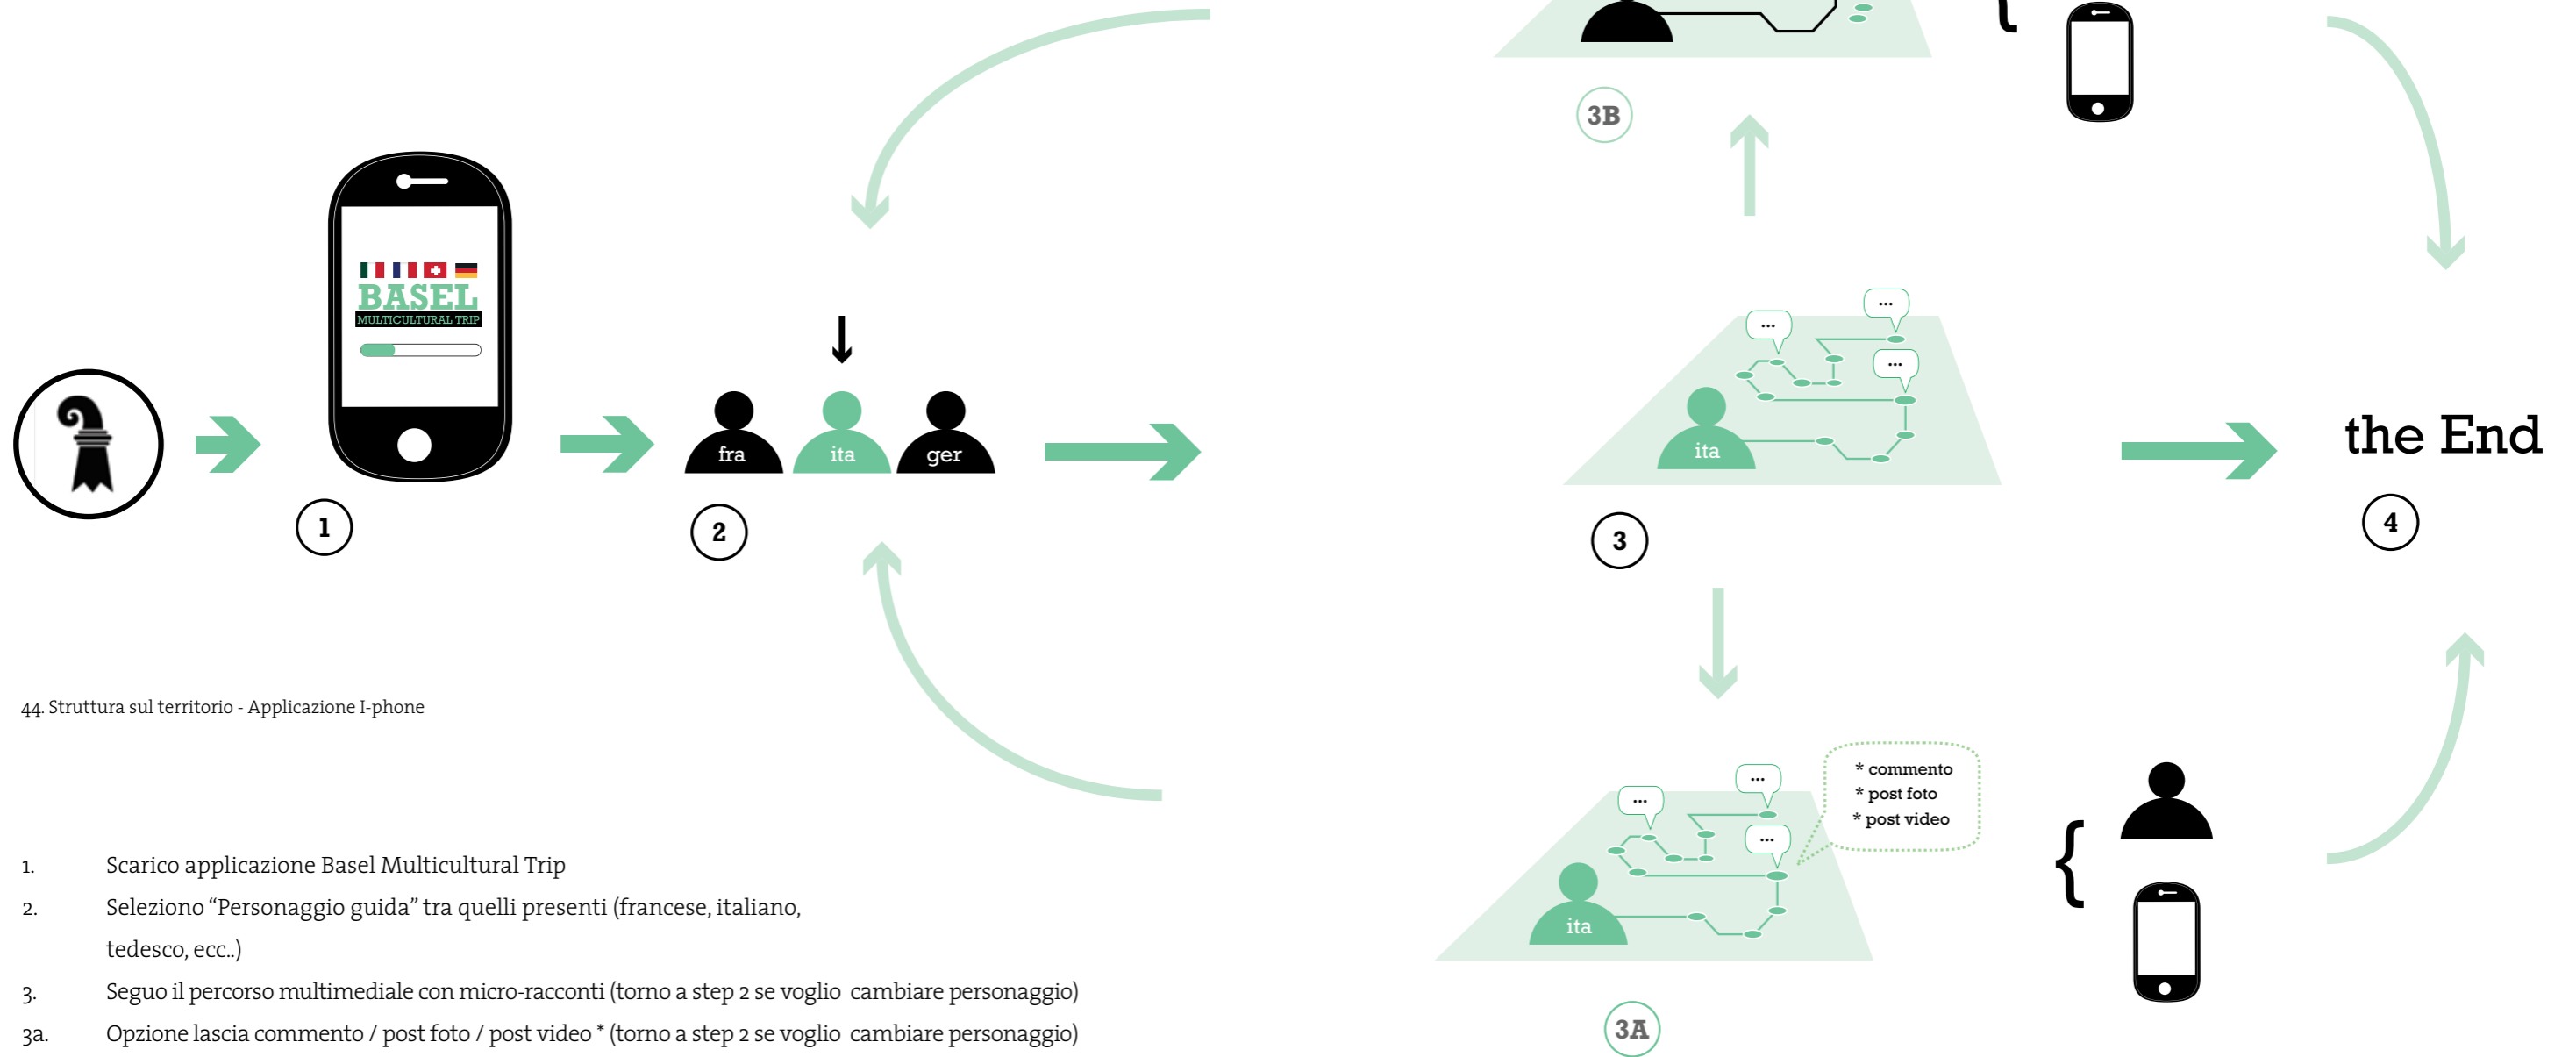 3B
BASEL
MULTICULTURAL TRIP
fra
ita
ger
1
2
...
...
...
ita
3
the End
4
44. Struttura sul territorio - Applicazione I-phone
...
...
...
* commento
* post foto
* post video
ita
3A
1. Scarico applicazione Basel Multicultural Trip
2. Seleziono “Personaggio guida” tra quelli presenti (francese, italiano,
tedesco, ecc..)
3. Seguo il percorso multimediale con micro-racconti (torno a step 2 se voglio cambiare personaggio)
3a. Opzione lascia commento / post foto / post video * (torno a step 2 se voglio cambiare personaggio)